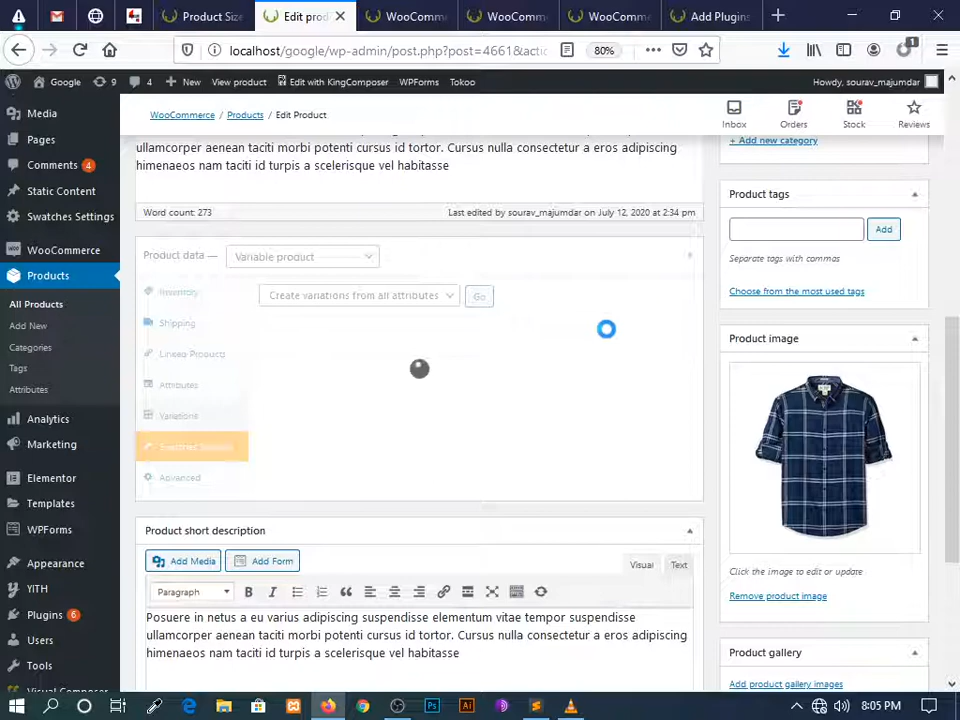 Product Size
Edit prod
WooComme
WooComm
WooComme
Add Plugins
localhost/google/wp-admin/post.php?post=4661&actio
80%
1
Google
9
4
New
View product
Edit with KingComposer
WPForms
Tokoo
Howdy, sourav_majumdar
Media
Pages
Comments 4
Static Content
Swatches Settings
WooCommerce
Products
All Products
Add New
Categories
Tags
Attributes
Analytics
Marketing
Elementor
Templates
WPForms
Appearance
YITH
Plugins 6
Users
Tools
Visual Composer
WooCommerce / Products / Edit Product
Inbox
Orders
Stock
Reviews
ullamcorper aenean taciti morbi potenti cursus id tortor. Cursus nulla consectetur a eros adipiscing
himenaeos nam taciti id turpis a scelerisque vel habitasse
Word count: 273
Last edited by sourav_majumdar on July 12, 2020 at 2:34 pm
Product data — Variable product
Inventory
Shipping
Linked Products
Attributes
Variations
Advanced
Create variations from all attributes
Go
Product short description
Add Media
Add Form
Visual
Text
Paragraph
Posuere in netus a eu varius adipiscing suspendisse elementum vitae tempor suspendisse
ullamcorper aenean taciti morbi potenti cursus id tortor. Cursus nulla consectetur a eros adipiscing
himenaeos nam taciti id turpis a scelerisque vel habitasse
+ Add new category
Product tags
Add
Separate tags with commas
Choose from the most used tags
Product image
Click the image to edit or update
Remove product image
Product gallery
Add product gallery images
8:05 PM